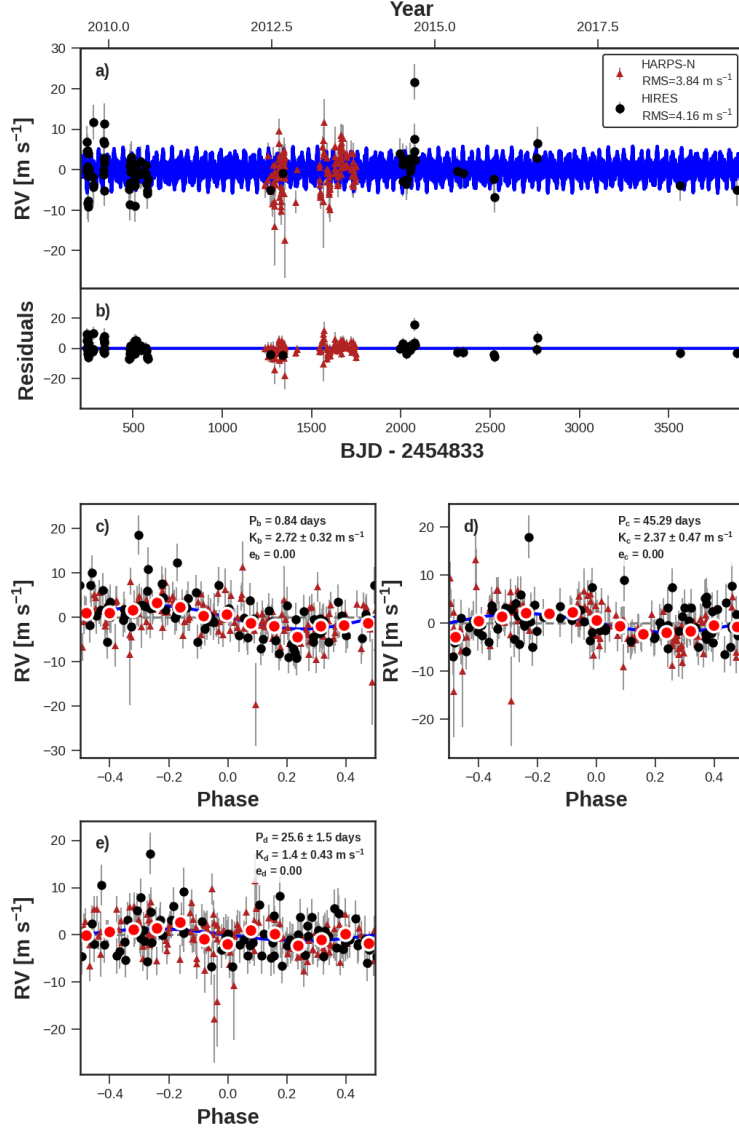 Year
2010.0 2012.5 2015.0 2017.5
a)
HARPS-N
RMS=3.84 m s⁻¹
HIRES
RMS=4.16 m s⁻¹
30
20
10
0
−10
−20
RV [m s⁻¹]
b)
20
0
−20
Residuals
500 1000 1500 2000 2500 3000 3500
BJD - 2454833
c)
P_b = 0.84 days
K_b = 2.72 ± 0.32 m s⁻¹
e_b = 0.00
20
10
0
−10
−20
−30
RV [m s⁻¹]
−0.4 −0.2 0.0 0.2 0.4
Phase
d)
P_c = 45.29 days
K_c = 2.37 ± 0.47 m s⁻¹
e_c = 0.00
20
10
0
−10
−20
RV [m s⁻¹]
−0.4 −0.2 0.0 0.2 0.4
Phase
e)
P_d = 25.6 ± 1.5 days
K_d = 1.4 ± 0.43 m s⁻¹
e_d = 0.00
20
10
0
−10
−20
RV [m s⁻¹]
−0.4 −0.2 0.0 0.2 0.4
Phase